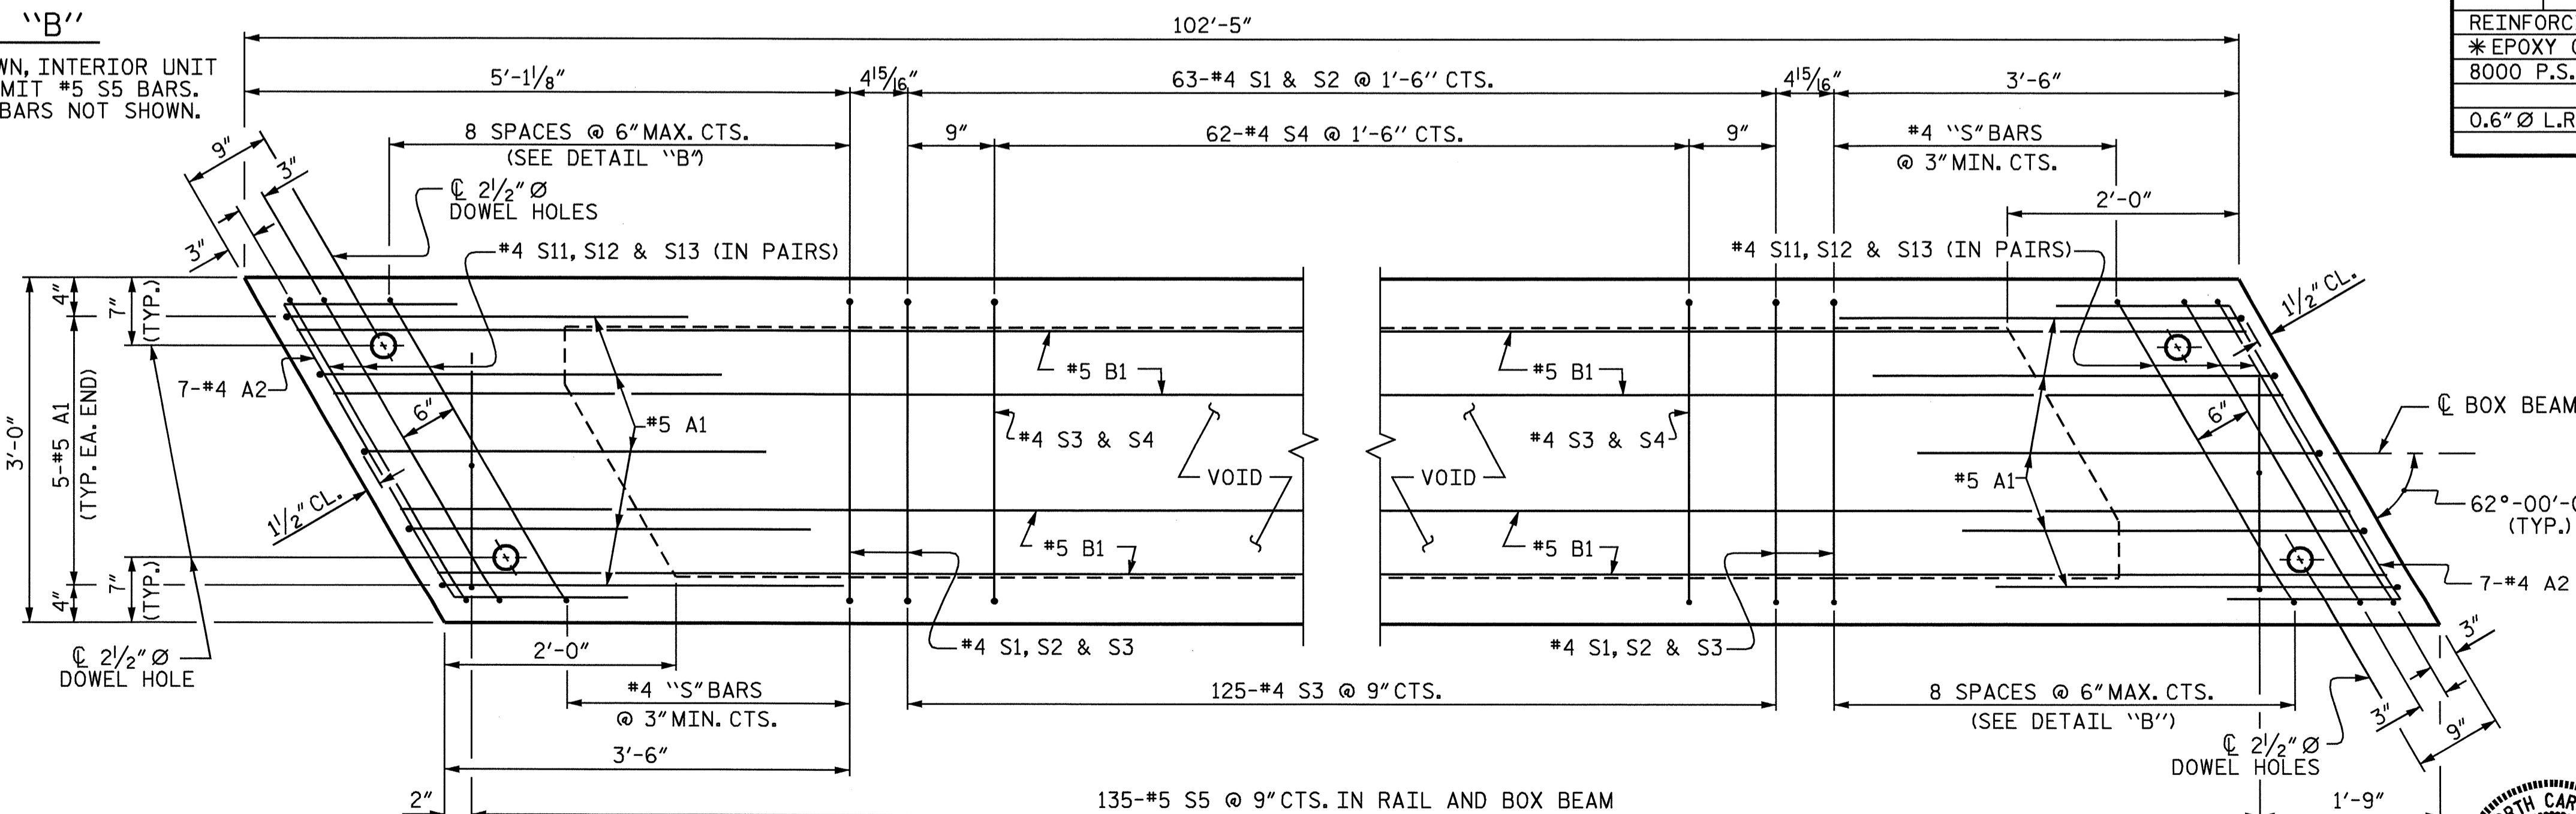 "B"
WN, INTERIOR UNIT
MIT #5 S5 BARS.
BARS NOT SHOWN.
REINFORC
*EPOXY
8000 P.S.
0.6"Ø L.R
102'-5"
5'-1 1/8"
4 15/16"
63-#4 S1 & S2 @ 1'-6" CTS.
4 15/16"
3'-6"
8 SPACES @ 6" MAX. CTS.
(SEE DETAIL "B")
9"
62-#4 S4 @ 1'-6" CTS.
9"
#4 "S" BARS
@ 3" MIN. CTS.
9"
3"
3"
℄ 2 1/2" Ø
DOWEL HOLES
2'-0"
#4 S11, S12 & S13 (IN PAIRS)
#4 S11, S12 & S13 (IN PAIRS)
1 1/2" CL.
3'-0"
4"
7"
(TYP.)
5-#5 A1
(TYP. EA. END)
7-#4 A2
6"
#5 A1
#5 B1
#5 B1
#4 S3 & S4
#4 S3 & S4
VOID
VOID
6"
#5 A1
℄ BOX BEAM
62°-00'-0
(TYP.)
1 1/2" CL.
#5 B1
#5 B1
7-#4 A2
4"
7"
(TYP.)
℄ 2 1/2" Ø
DOWEL HOLE
2'-0"
#4 S1, S2 & S3
#4 S1, S2 & S3
#4 "S" BARS
@ 3" MIN. CTS.
125-#4 S3 @ 9" CTS.
8 SPACES @ 6" MAX. CTS.
(SEE DETAIL "B")
3"
3"
9"
℄ 2 1/2" Ø
DOWEL HOLES
3'-6"
2"
135-#5 S5 @ 9" CTS. IN RAIL AND BOX BEAM
1'-9"
RTH CAR